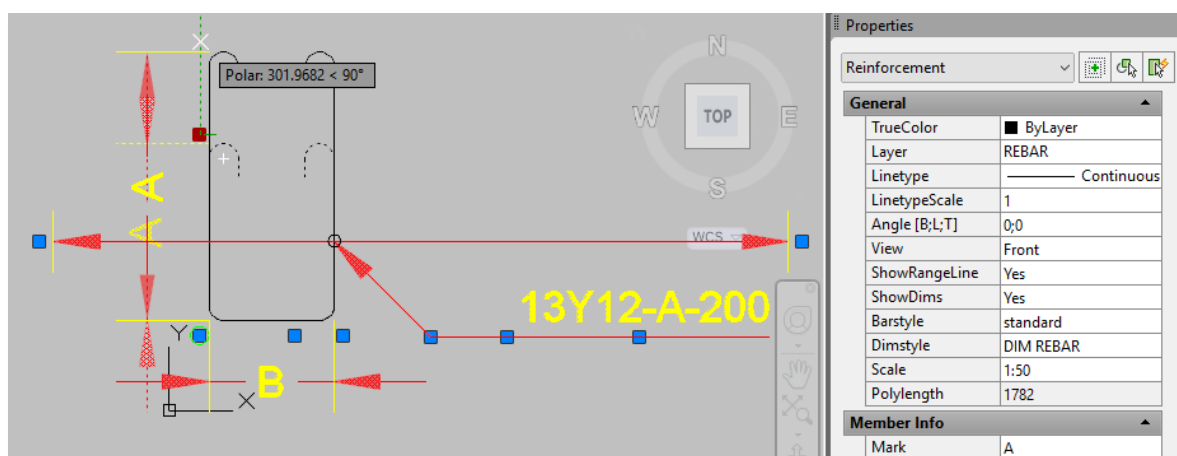 Polar: 301.9682 < 90°
A
A
13Y12-A-200
B
Y
X
N
W
TOP
E
S
WCS
Properties
Reinforcement
General
TrueColor ByLayer
Layer REBAR
Linetype Continuous
LinetypeScale 1
Angle [B;L;T] 0;0
View Front
ShowRangeLine Yes
ShowDims Yes
Barstyle standard
Dimstyle DIM REBAR
Scale 1:50
Polylength 1782
Member Info
Mark A